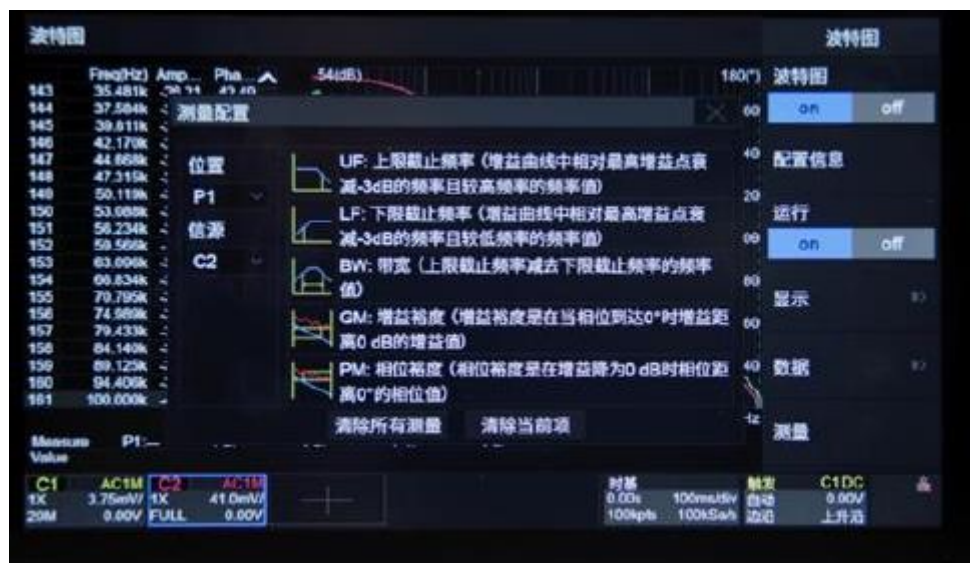 波特图
波特图
Freq(Hz) Amp... Pha... 54(dB) 180(°)
143 35.481k -26.21 42.49
144 37.584k
145 39.811k
146 42.170k
147 44.668k
148 47.315k
149 50.119k
150 53.088k
151 56.234k
152 59.566k
153 63.096k
154 66.834k
155 70.795k
156 74.989k
157 79.433k
158 84.140k
159 89.125k
160 94.406k
161 100.000k
测量配置
位置
P1
信源
C2
UF: 上限截止频率（增益曲线中相对最高增益点衰
减-3dB的频率且较高频率的频率值)
LF: 下限截止频率（增益曲线中相对最高增益点衰
减-3dB的频率且较低频率的频率值)
BW: 带宽（上限截止频率减去下限截止频率的频率
值)
GM: 增益裕度（增益裕度是在当相位到达0°时增益距
离0 dB的增益值)
PM: 相位裕度（相位裕度是在增益降为0 dB时相位距
离0°的相位值)
清除所有测量 清除当前项
60
40
20
00
60
60
40
Hz
波特图
on off
配置信息
运行
on off
显示
数据
测量
Measure P1:
Value
C1 AC1M
1X 3.75mV/
20M 0.00V
C2 AC1M
1X 41.0mV/
FULL 0.00V
时基
0.00s 100ms/div
100kpts 100kSa/s
触发 C1DC
自动 0.00V
边沿 上升沿